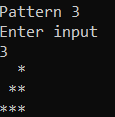 Pattern 3
Enter input
3
  *
 **
***